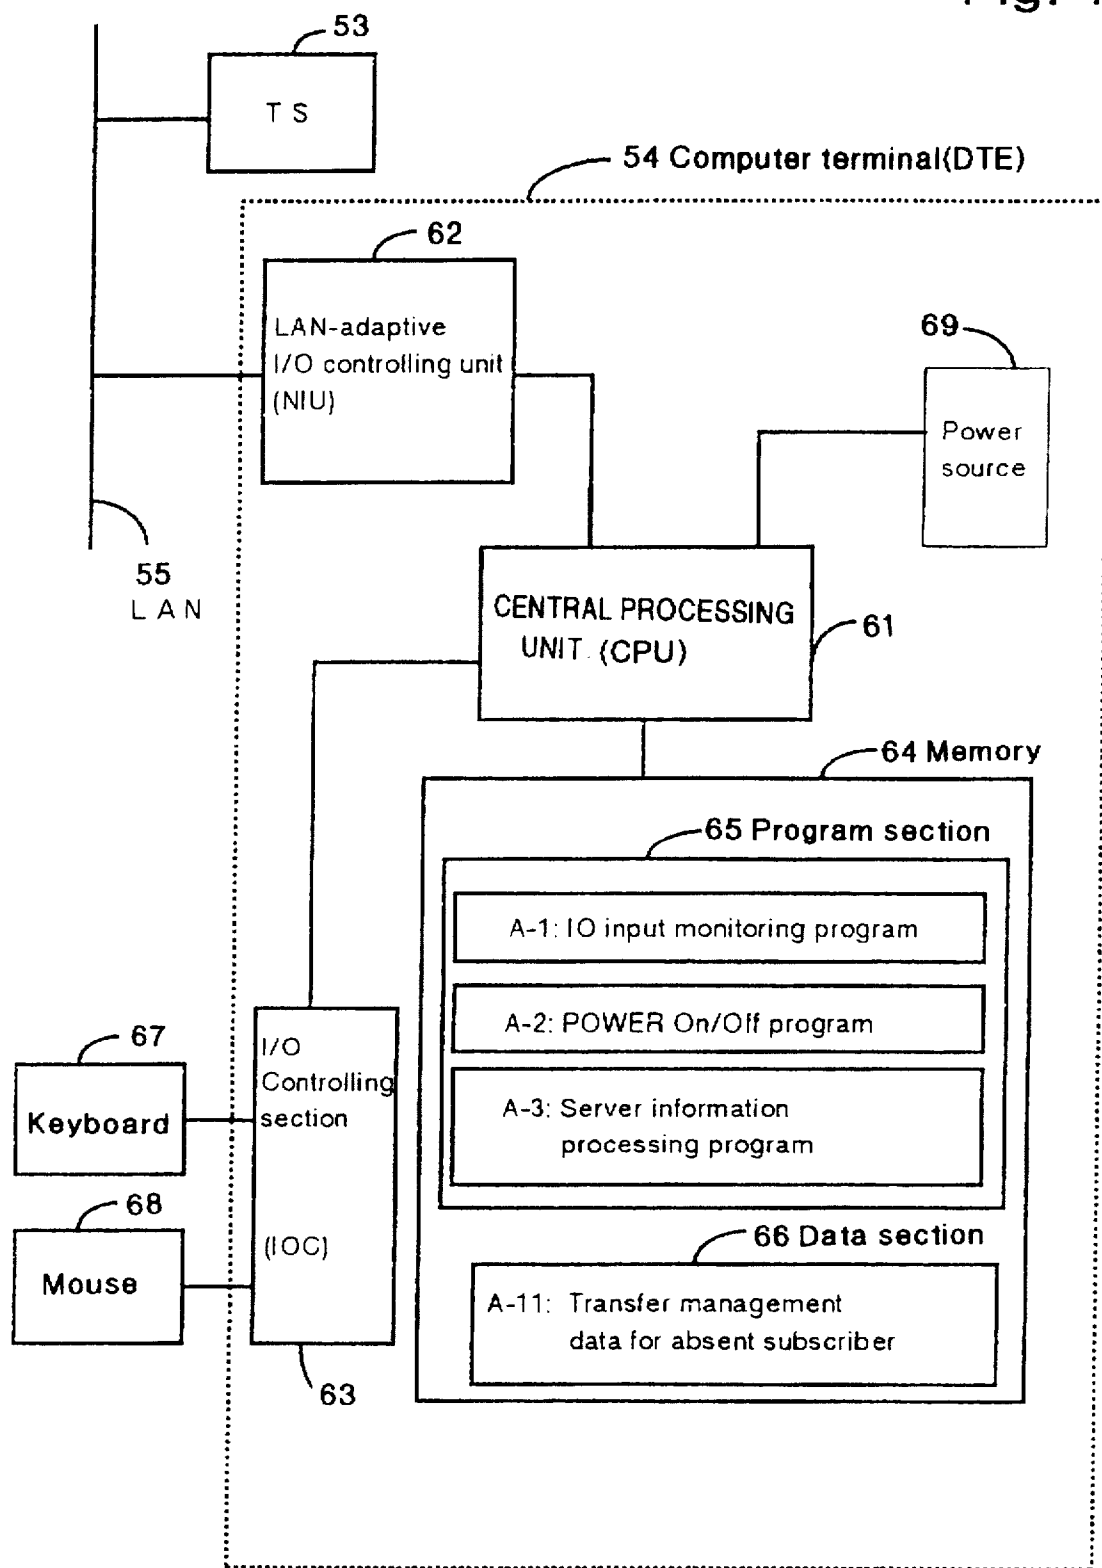 Fig.
53
T S
54 Computer terminal(DTE)
62
LAN-adaptive
I/O controlling unit
(NIU)
69
Power
source
55
L A N
CENTRAL PROCESSING
UNIT. (CPU)
61
64 Memory
65 Program section
A-1: IO input monitoring program
A-2: POWER On/Off program
A-3: Server information
processing program
67
Keyboard
I/O
Controlling
section
68
Mouse
(IOC)
63
66 Data section
A-11: Transfer management
data for absent subscriber